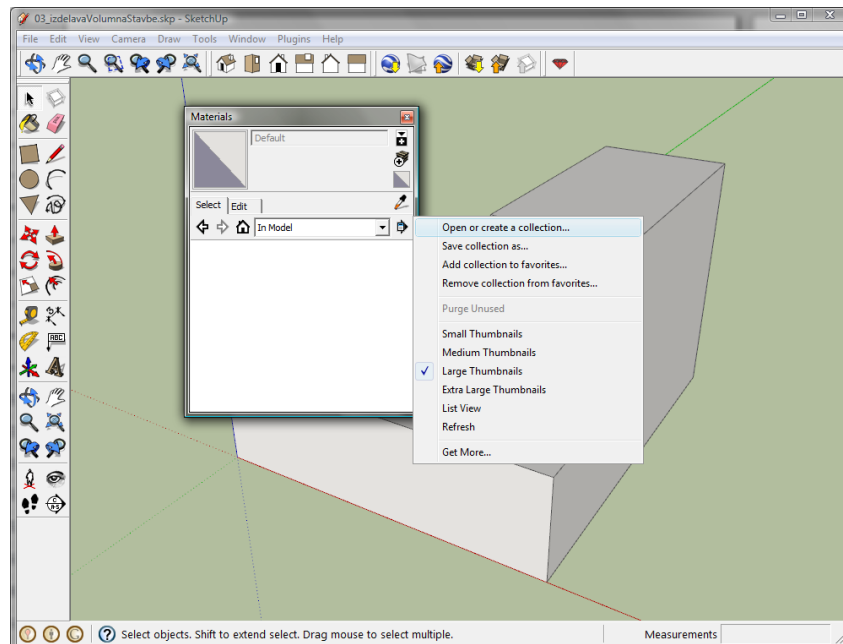 03_izdelavaVolumnaStavbe.skp - SketchUp
File Edit View Camera Draw Tools Window Plugins Help
Materials
Default
Select Edit
In Model
Open or create a collection...
Save collection as...
Add collection to favorites...
Remove collection from favorites...
Purge Unused
Small Thumbnails
Medium Thumbnails
Large Thumbnails
Extra Large Thumbnails
List View
Refresh
Get More...
ABC
Select objects. Shift to extend select. Drag mouse to select multiple.
Measurements